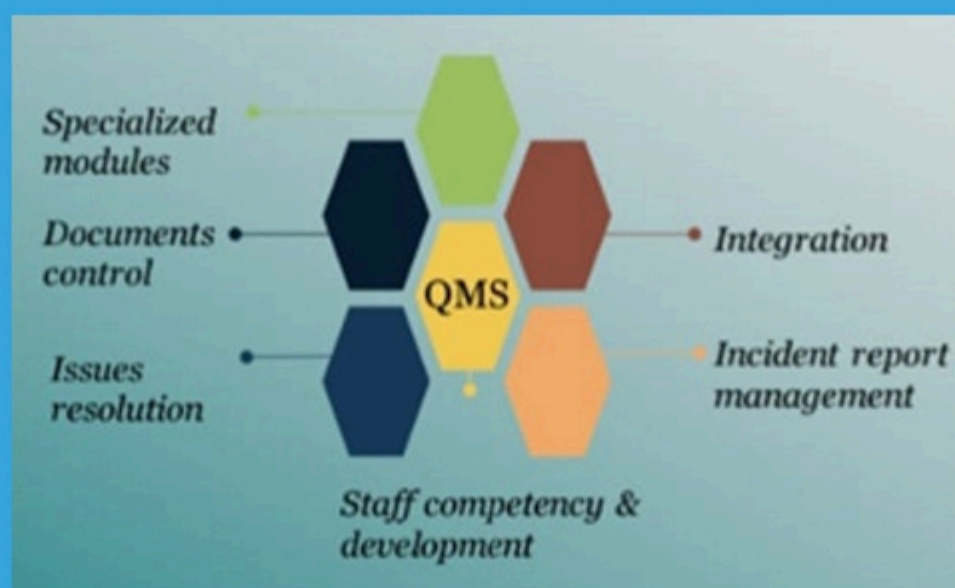 Specialized
modules
Documents
control
Issues
resolution
QMS
Integration
Incident report
management
Staff competency &
development